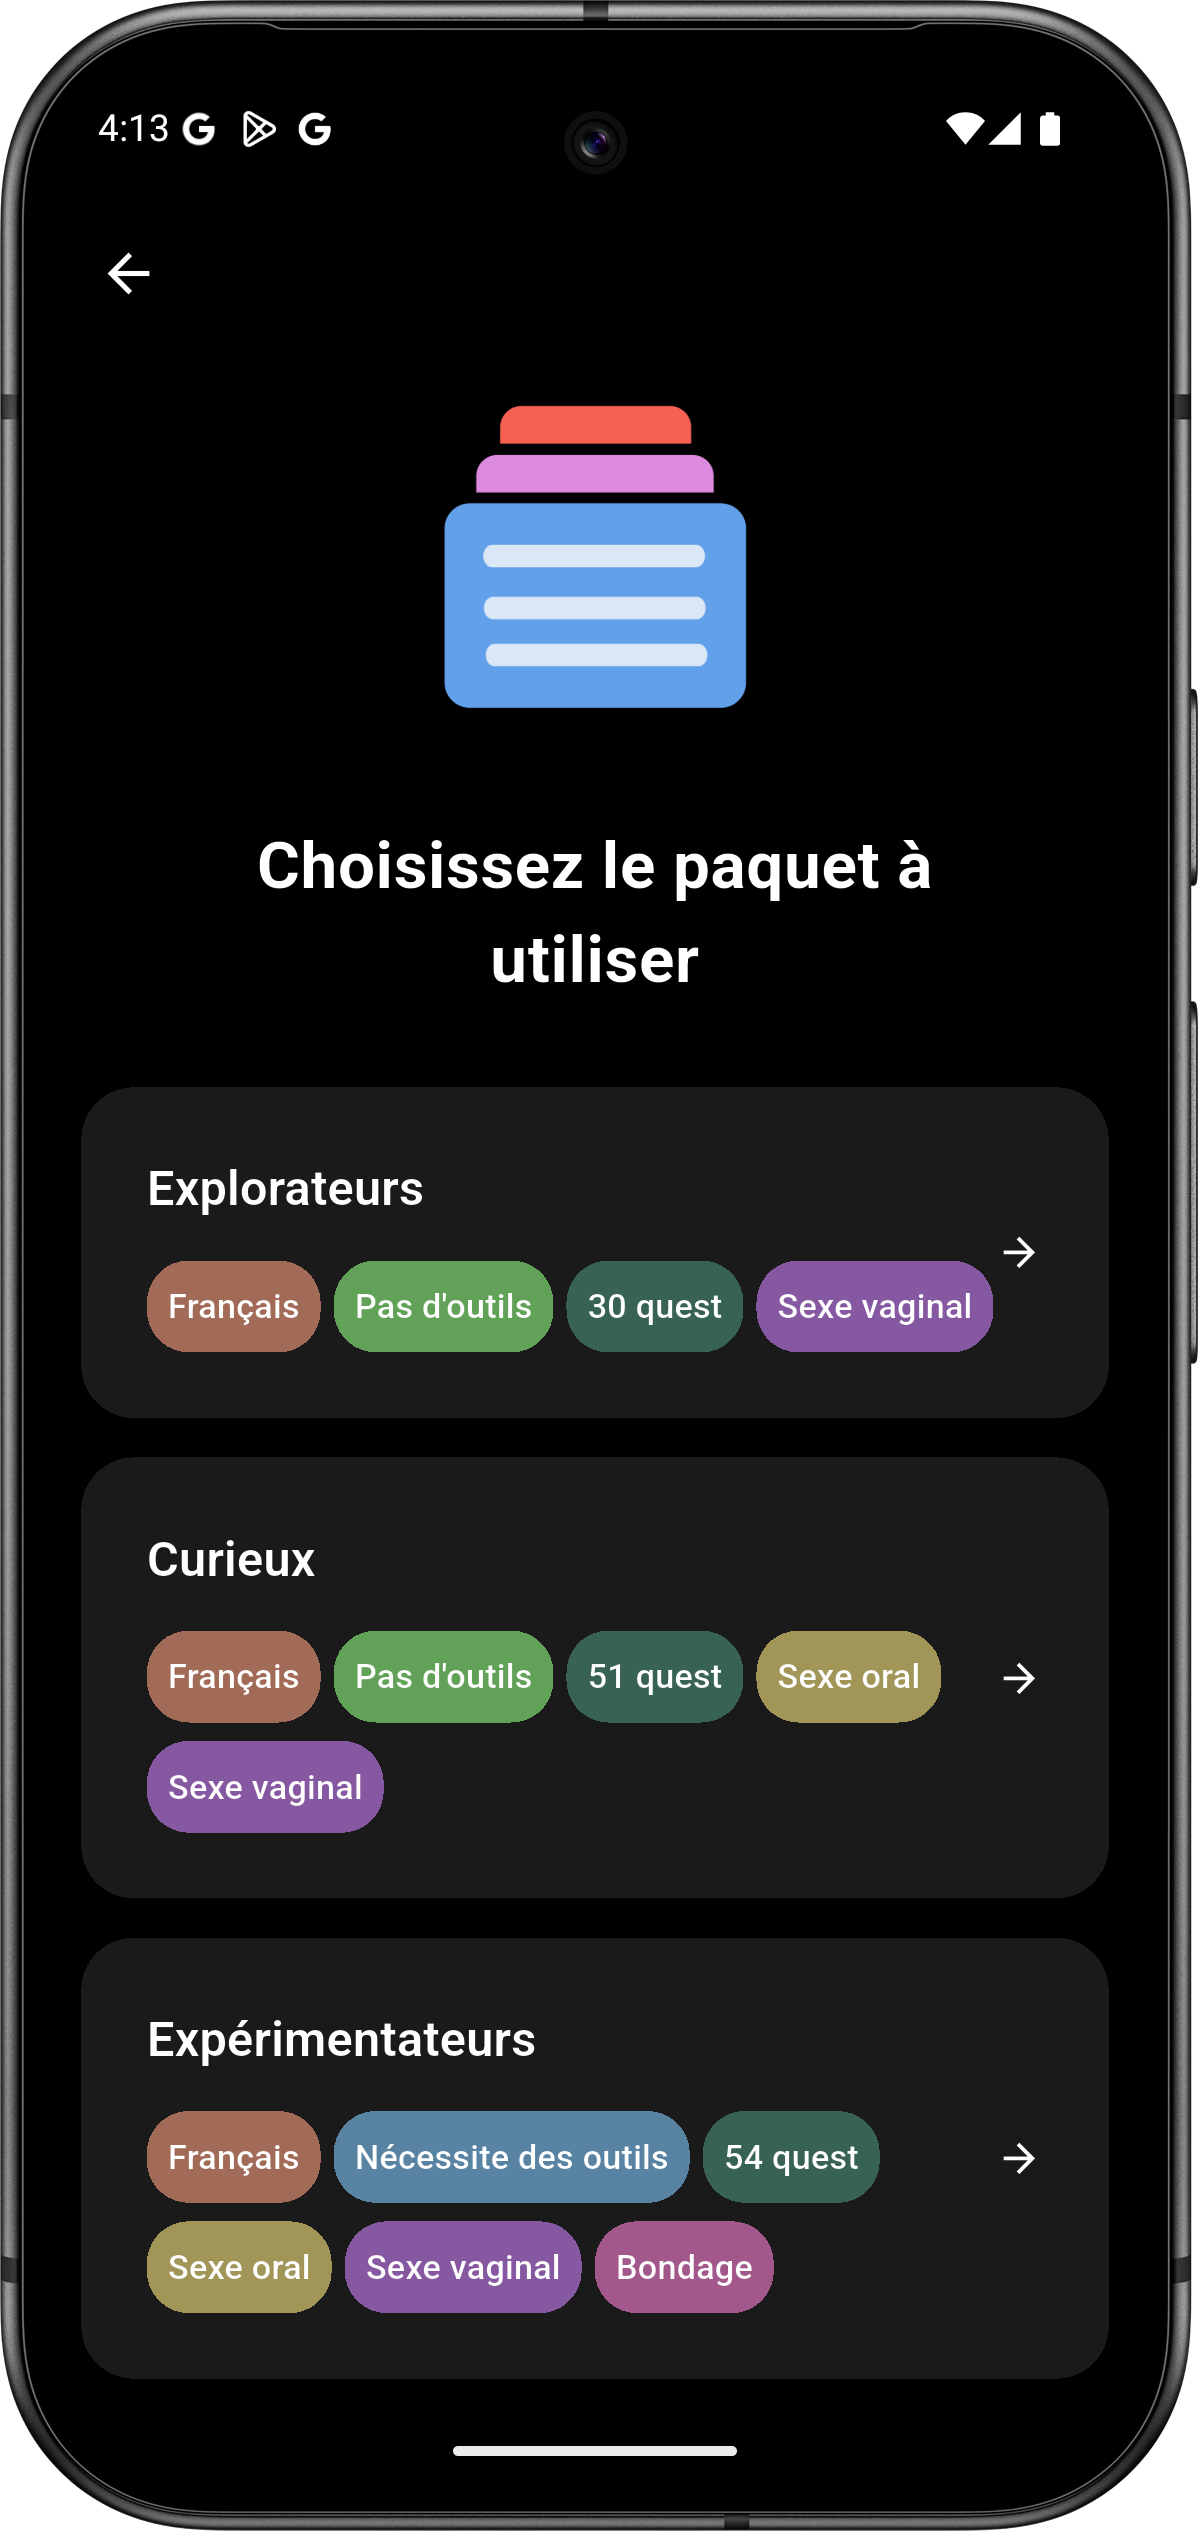 4:13 G G
Choisissez le paquet à
utiliser
Explorateurs
Français Pas d'outils 30 quest Sexe vaginal
Curieux
Français Pas d'outils 51 quest Sexe oral
Sexe vaginal
Expérimentateurs
Français Nécessite des outils 54 quest
Sexe oral Sexe vaginal Bondage